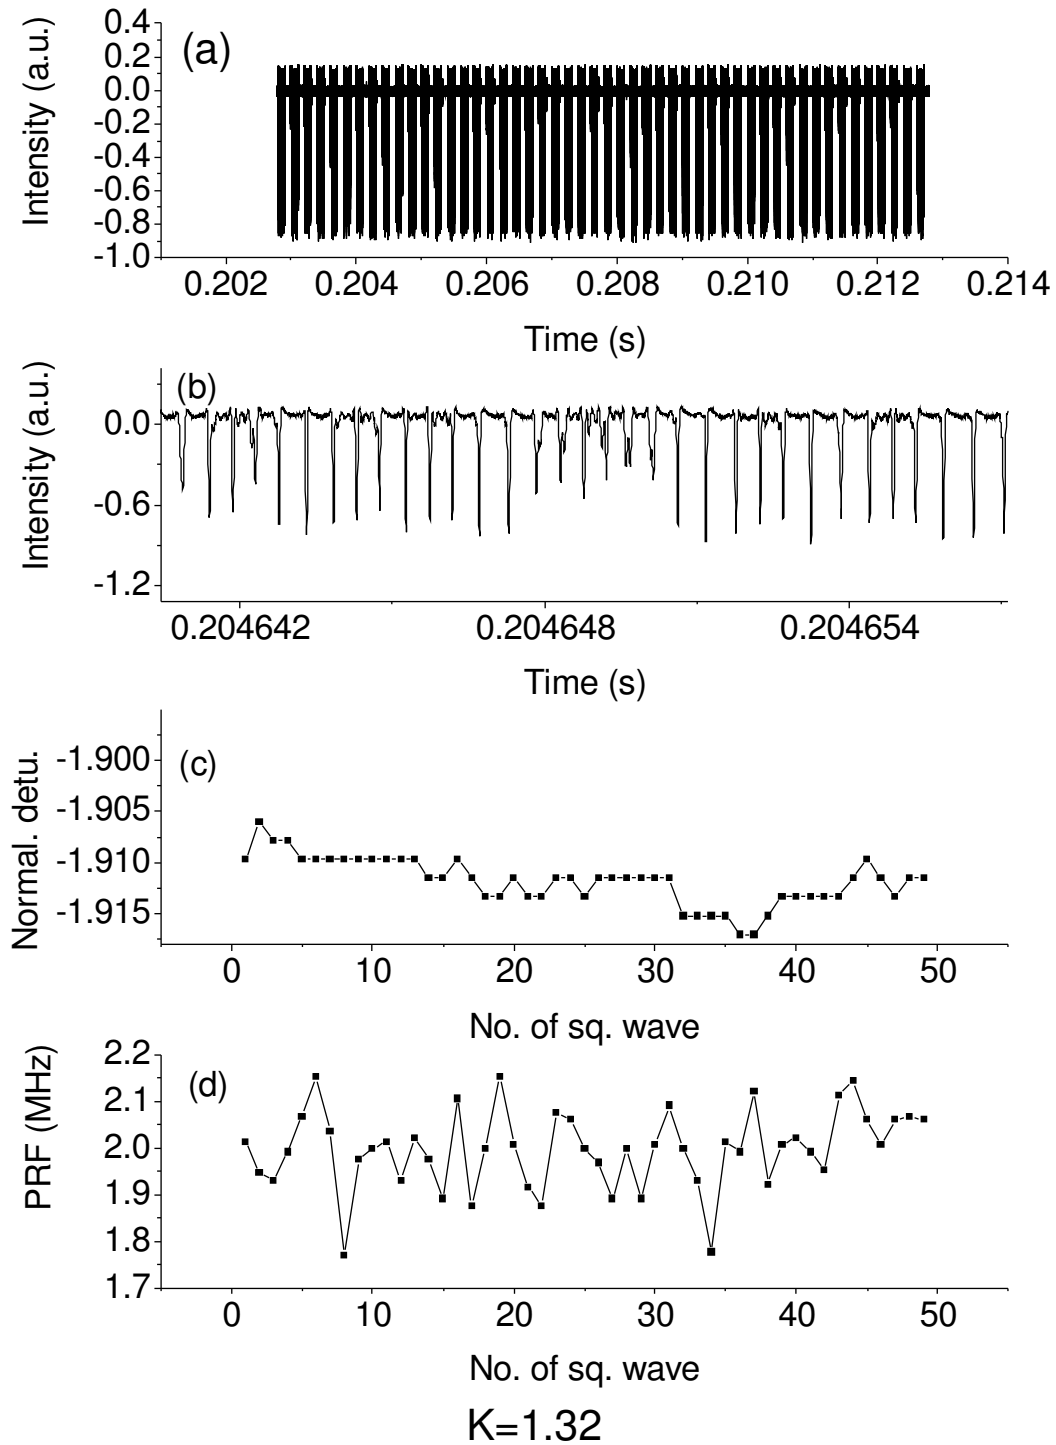 (a)
Intensity (a.u.)
0.4
0.2
0.0
-0.2
-0.4
-0.6
-0.8
-1.0
0.202 0.204 0.206 0.208 0.210 0.212 0.214
Time (s)
(b)
Intensity (a.u.)
0.0
-0.6
-1.2
0.204642 0.204648 0.204654
Time (s)
(c)
Normal. detu.
-1.900
-1.905
-1.910
-1.915
0 10 20 30 40 50
No. of sq. wave
(d)
PRF (MHz)
2.2
2.1
2.0
1.9
1.8
1.7
0 10 20 30 40 50
No. of sq. wave
K=1.32